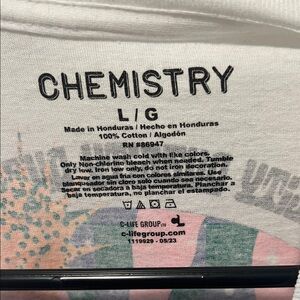 CHEMISTRY
L / G
Made in Honduras / Hecho en Honduras
100% Cotton / Algodón
RN #86947
Machine wash cold with like colors.
Only Non-chlorine bleach when needed. Tumble
dry low. Iron low only, do not iron decoration.
Lavar en agua fria con colores similares. Use
blanqueador sin cloro solo cuando sea necesario.
Secar en secadora a baja temperatura. Planchar a
baja temperatura, no planchar el estampado.
C-LIFE GROUP
c-lifegroup.com
1119929 - 05/23